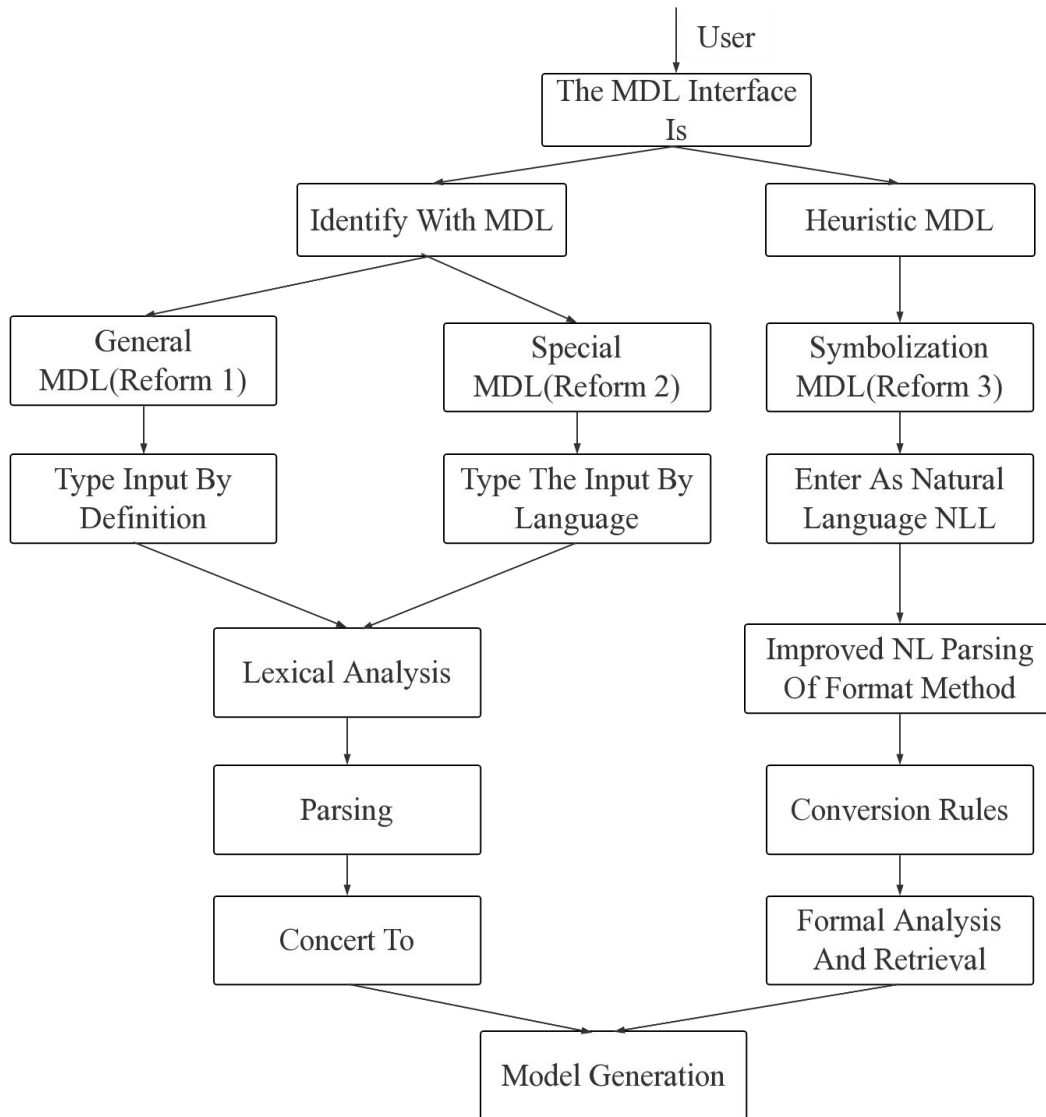 User
The MDL Interface
Is
Identify With MDL
Heuristic MDL
General
MDL(Reform 1)
Special
MDL(Reform 2)
Symbolization
MDL(Reform 3)
Type Input By
Definition
Type The Input By
Language
Enter As Natural
Language NLL
Lexical Analysis
Improved NL Parsing
Of Format Method
Parsing
Conversion Rules
Concert To
Formal Analysis
And Retrieval
Model Generation